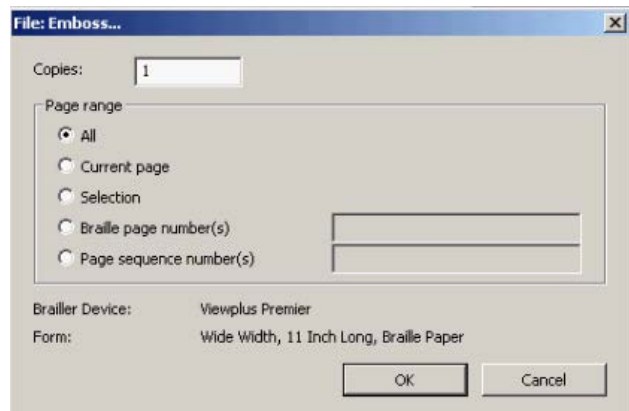 File: Emboss...
Copies: 1
Page range
All
Current page
Selection
Braille page number(s)
Page sequence number(s)
Brailler Device: Viewplus Premier
Form: Wide Width, 11 Inch Long, Braille Paper
OK Cancel